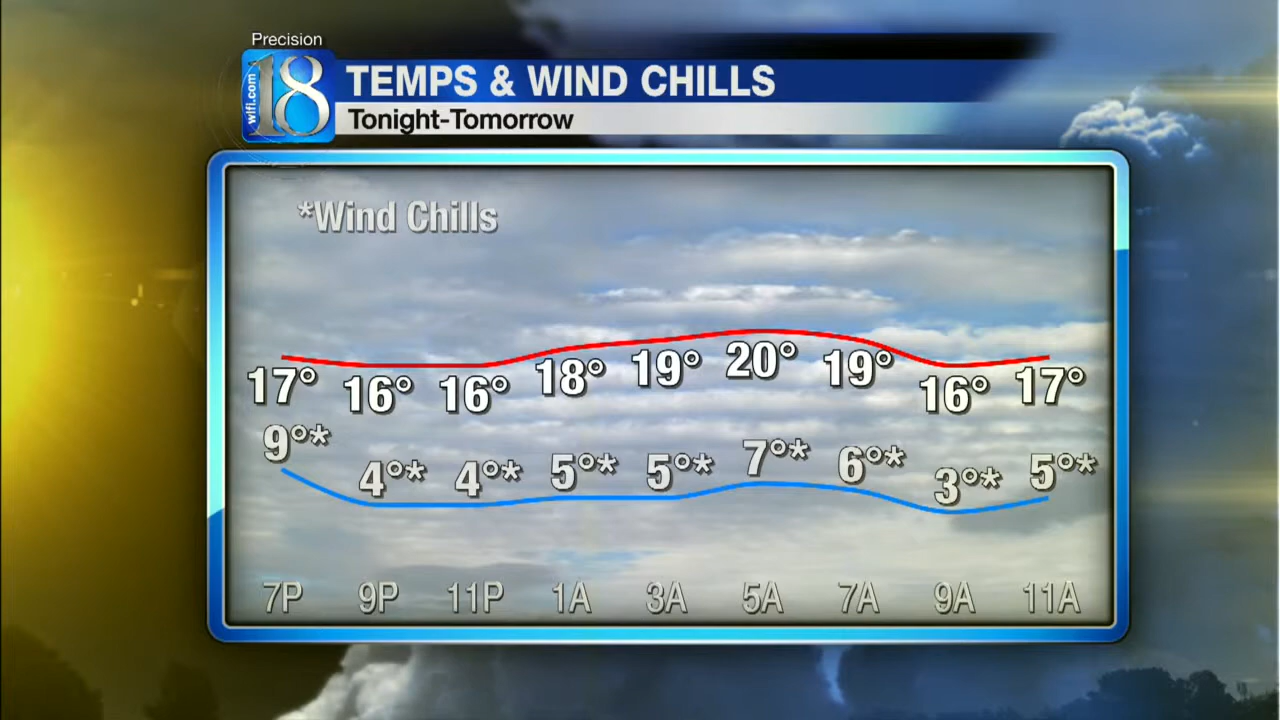 Precision
wlfi.com
18
TEMPS & WIND CHILLS
Tonight-Tomorrow
*Wind Chills
17° 16° 16° 18° 19° 20° 19° 16° 17°
9°* 4°* 4°* 5°* 5°* 7°* 6°* 3°* 5°*
7P 9P 11P 1A 3A 5A 7A 9A 11A